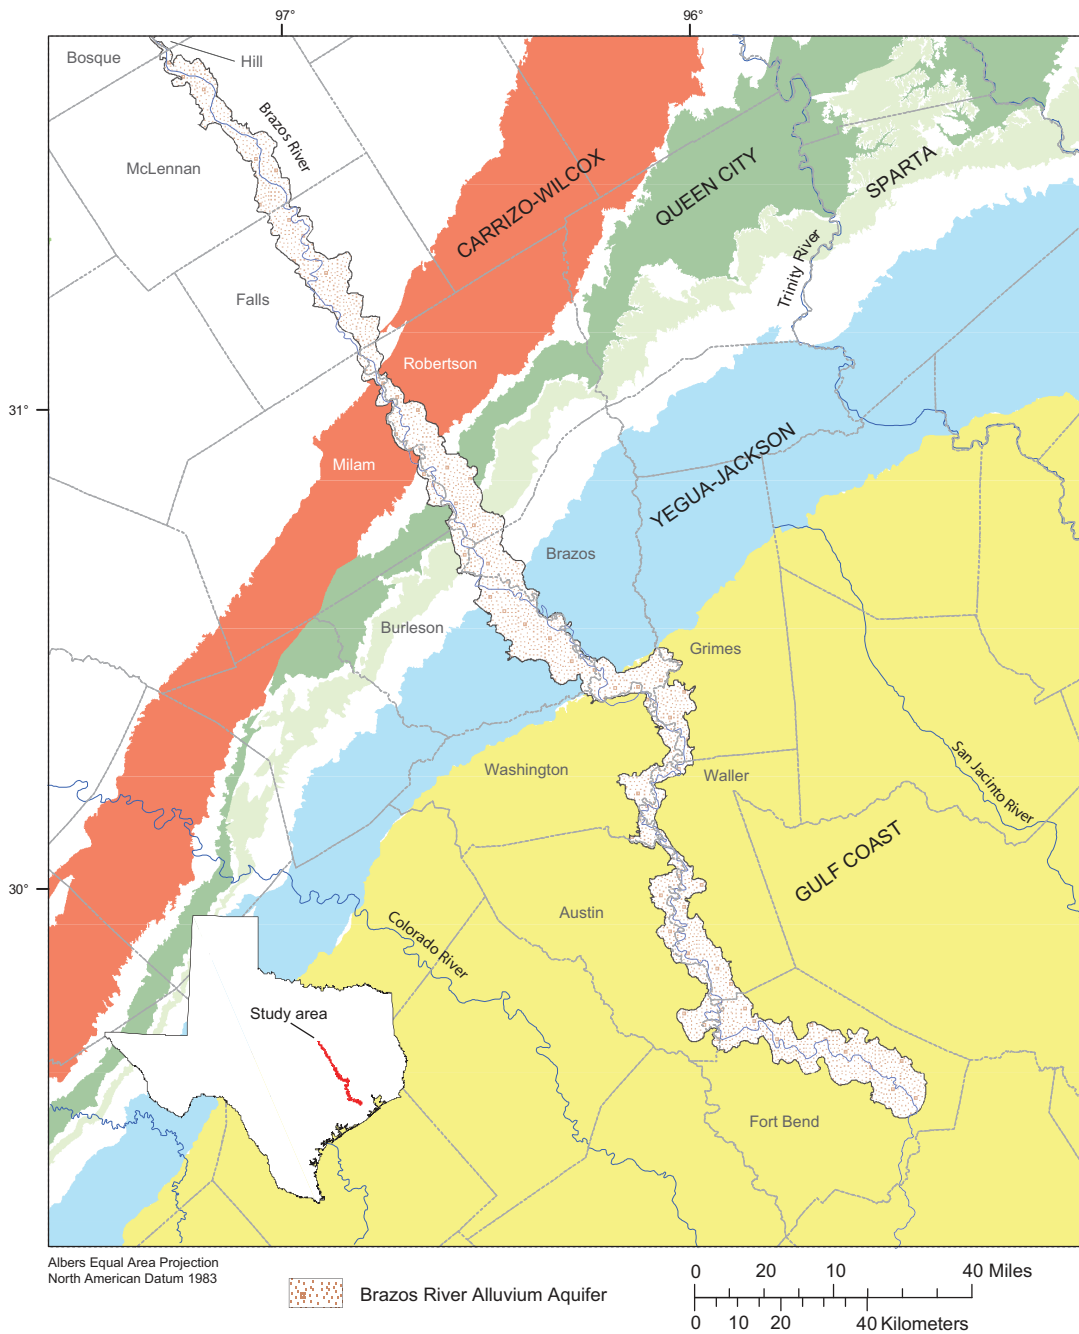 97°
96°
Bosque
Hill
Brazos River
McLennan
CARRIZO-WILCOX
QUEEN CITY
SPARTA
Trinity River
Falls
Robertson
31°
Milam
YEGUA-JACKSON
Brazos
Burleson
Grimes
Washington
Waller
San Jacinto River
GULF COAST
30°
Austin
Colorado River
Study area
Fort Bend
Albers Equal Area Projection
North American Datum 1983
Brazos River Alluvium Aquifer
0 20 10 40 Miles
0 10 20 40 Kilometers